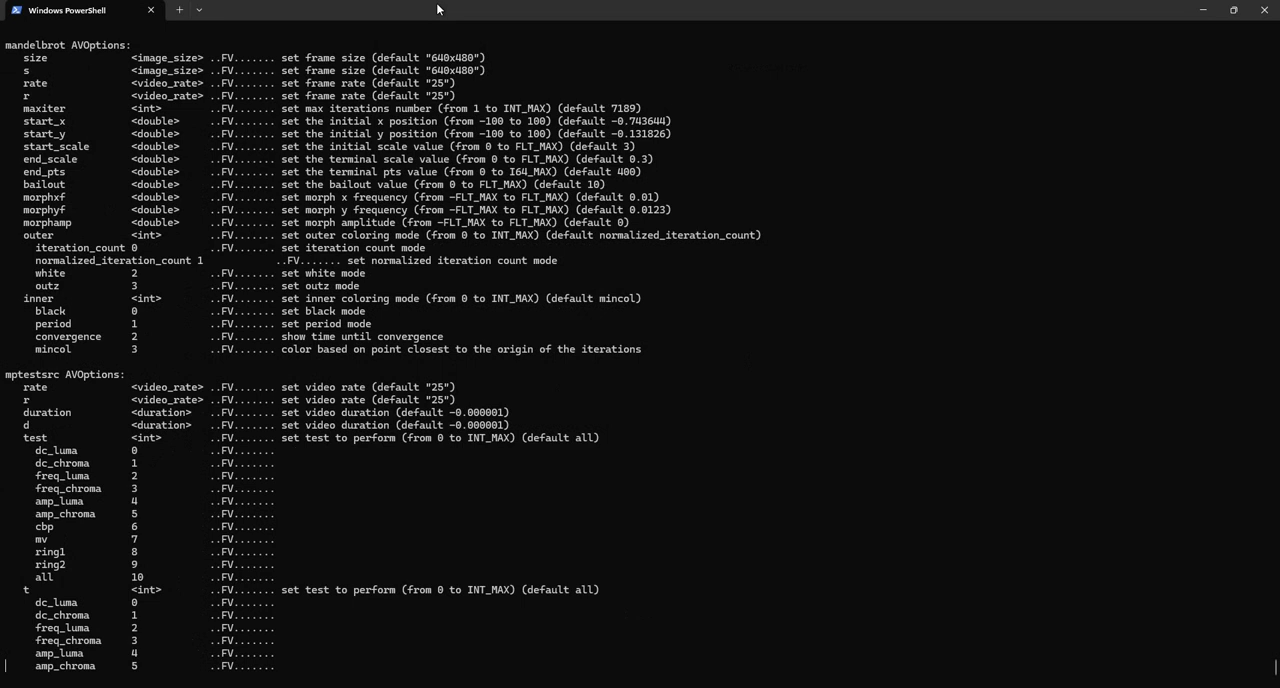 Windows PowerShell
mandelbrot AVOptions:
size <image_size> ..FV....... set frame size (default "640x480")
s <image_size> ..FV....... set frame size (default "640x480")
rate <video_rate> ..FV....... set frame rate (default "25")
r <video_rate> ..FV....... set frame rate (default "25")
maxiter <int> ..FV....... set max iterations number (from 1 to INT_MAX) (default 7189)
start_x <double> ..FV....... set the initial x position (from -100 to 100) (default -0.743644)
start_y <double> ..FV....... set the initial y position (from -100 to 100) (default -0.131826)
start_scale <double> ..FV....... set the initial scale value (from 0 to FLT_MAX) (default 3)
end_scale <double> ..FV....... set the terminal scale value (from 0 to FLT_MAX) (default 0.3)
end_pts <double> ..FV....... set the terminal pts value (from 0 to I64_MAX) (default 400)
bailout <double> ..FV....... set the bailout value (from 0 to FLT_MAX) (default 10)
morphxf <double> ..FV....... set morph x frequency (from -FLT_MAX to FLT_MAX) (default 0.01)
morphyf <double> ..FV....... set morph y frequency (from -FLT_MAX to FLT_MAX) (default 0.0123)
morphamp <double> ..FV....... set morph amplitude (from -FLT_MAX to FLT_MAX) (default 0)
outer <int> ..FV....... set outer coloring mode (from 0 to INT_MAX) (default normalized_iteration_count)
iteration_count 0 ..FV....... set iteration count mode
normalized_iteration_count 1 ..FV....... set normalized iteration count mode
white 2 ..FV....... set white mode
outz 3 ..FV....... set outz mode
inner <int> ..FV....... set inner coloring mode (from 0 to INT_MAX) (default mincol)
black 0 ..FV....... set black mode
period 1 ..FV....... set period mode
convergence 2 ..FV....... show time until convergence
mincol 3 ..FV....... color based on point closest to the origin of the iterations
mptestsrc AVOptions:
rate <video_rate> ..FV....... set video rate (default "25")
r <video_rate> ..FV....... set video rate (default "25")
duration <duration> ..FV....... set video duration (default -0.000001)
d <duration> ..FV....... set video duration (default -0.000001)
test <int> ..FV....... set test to perform (from 0 to INT_MAX) (default all)
dc_luma 0 ..FV.......
dc_chroma 1 ..FV.......
freq_luma 2 ..FV.......
freq_chroma 3 ..FV.......
amp_luma 4 ..FV.......
amp_chroma 5 ..FV.......
cbp 6 ..FV.......
mv 7 ..FV.......
ring1 8 ..FV.......
ring2 9 ..FV.......
all 10 ..FV.......
t <int> ..FV....... set test to perform (from 0 to INT_MAX) (default all)
dc_luma 0 ..FV.......
dc_chroma 1 ..FV.......
freq_luma 2 ..FV.......
freq_chroma 3 ..FV.......
amp_luma 4 ..FV.......
amp_chroma 5 ..FV.......